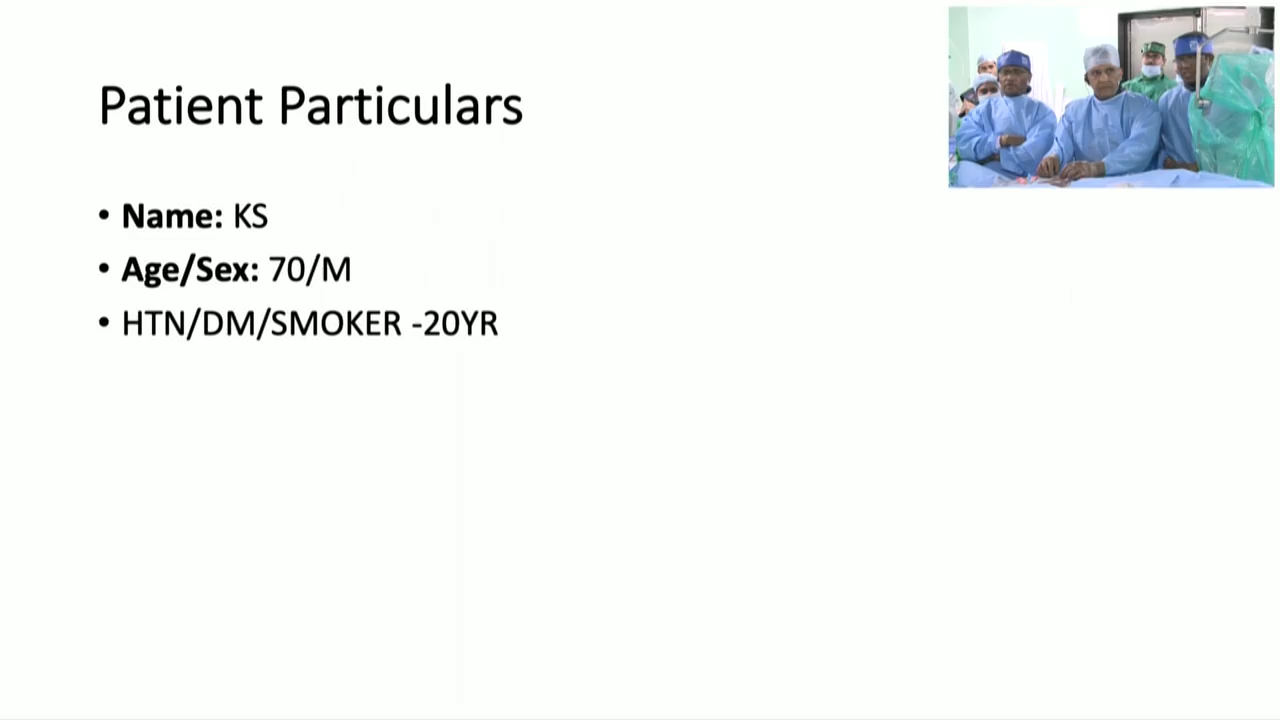 Patient Particulars
• Name: KS
• Age/Sex: 70/M
• HTN/DM/SMOKER -20YR